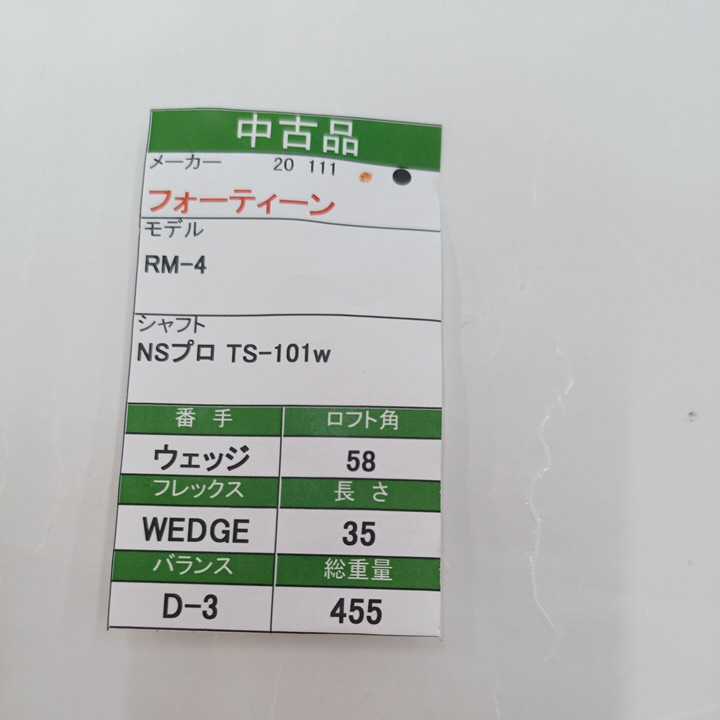 中古品
メーカー 20 111
フォーティーン
モデル
RM-4
シャフト
NSプロ TS-101w
番手 ロフト角
ウェッジ 58
フレックス 長さ
WEDGE 35
バランス 総重量
D-3 455